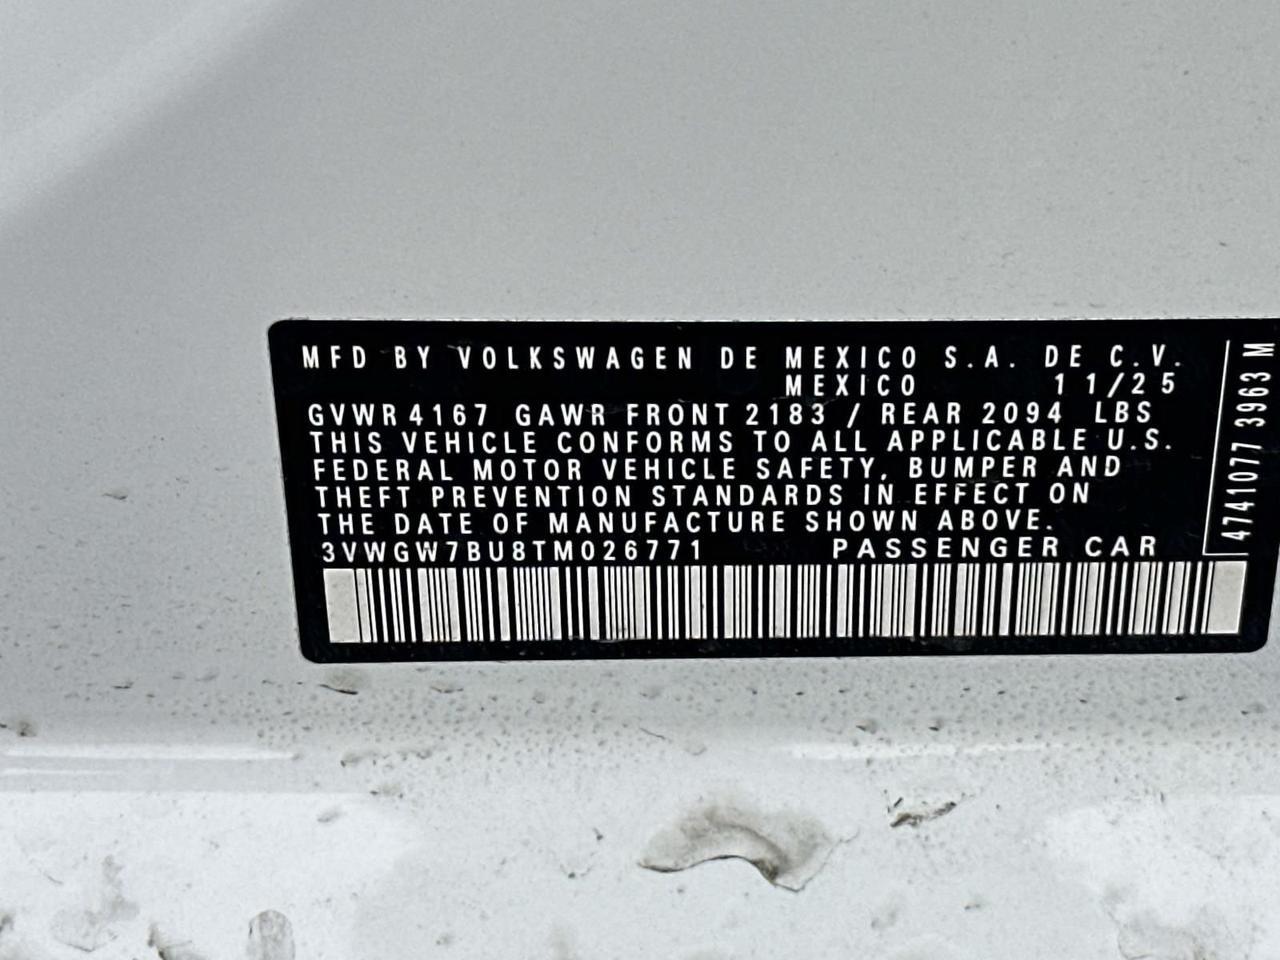 MFD BY VOLKSWAGEN DE MEXICO S.A. DE C.V.
MEXICO 11/25
GVWR 4167 GAWR FRONT 2183 / REAR 2094 LBS
THIS VEHICLE CONFORMS TO ALL APPLICABLE U.S.
FEDERAL MOTOR VEHICLE SAFETY, BUMPER AND
THEFT PREVENTION STANDARDS IN EFFECT ON
THE DATE OF MANUFACTURE SHOWN ABOVE.
3VWGW7BU8TM026771 PASSENGER CAR
4741077 3963 M